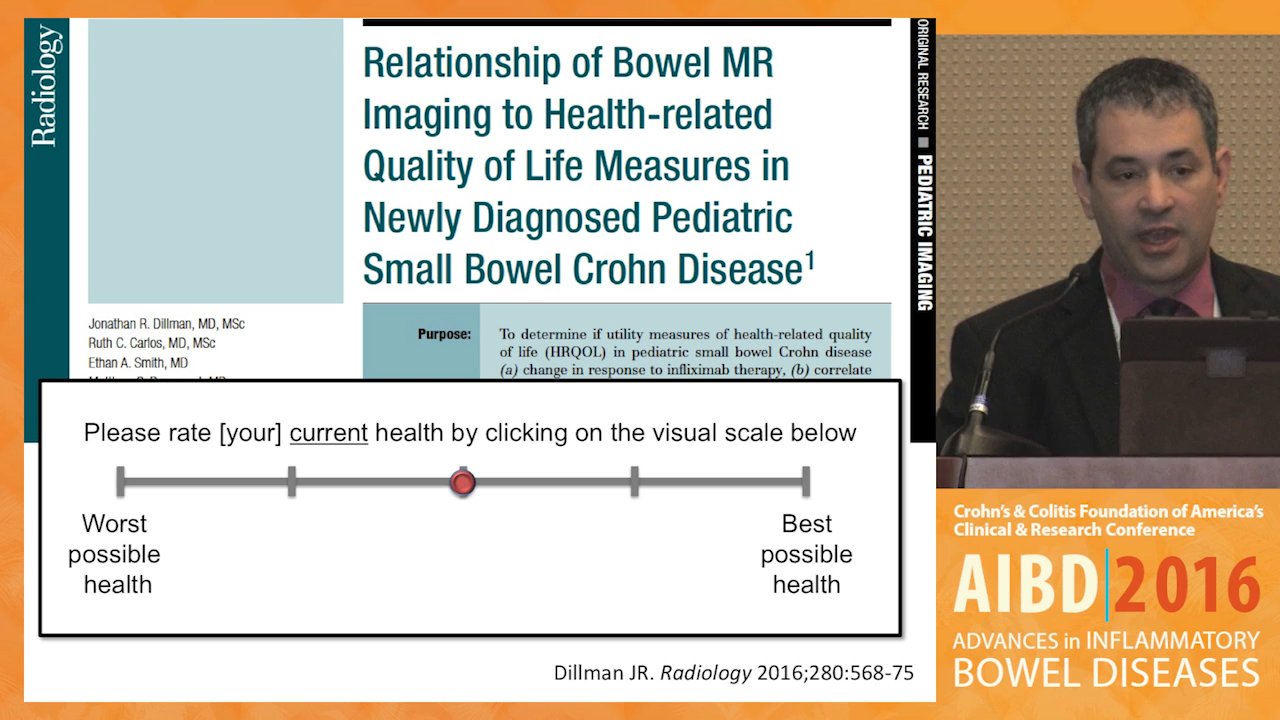 Radiology
Relationship of Bowel MR
Imaging to Health-related
Quality of Life Measures in
Newly Diagnosed Pediatric
Small Bowel Crohn Disease1
ORIGINAL RESEARCH ■ PEDIATRIC IMAGING
Jonathan R. Dillman, MD, MSc
Ruth C. Carlos, MD, MSc
Ethan A. Smith, MD
Purpose:
To determine if utility measures of health-related quality
of life (HRQOL) in pediatric small bowel Crohn disease
(a) change in response to infliximab therapy, (b) correlate
Please rate [your] current health by clicking on the visual scale below
Worst
possible
health
Best
possible
health
Dillman JR. Radiology 2016;280:568-75
Crohn's & Colitis Foundation of America's
Clinical & Research Conference
AIBD|2016
ADVANCES in INFLAMMATORY
BOWEL DISEASES